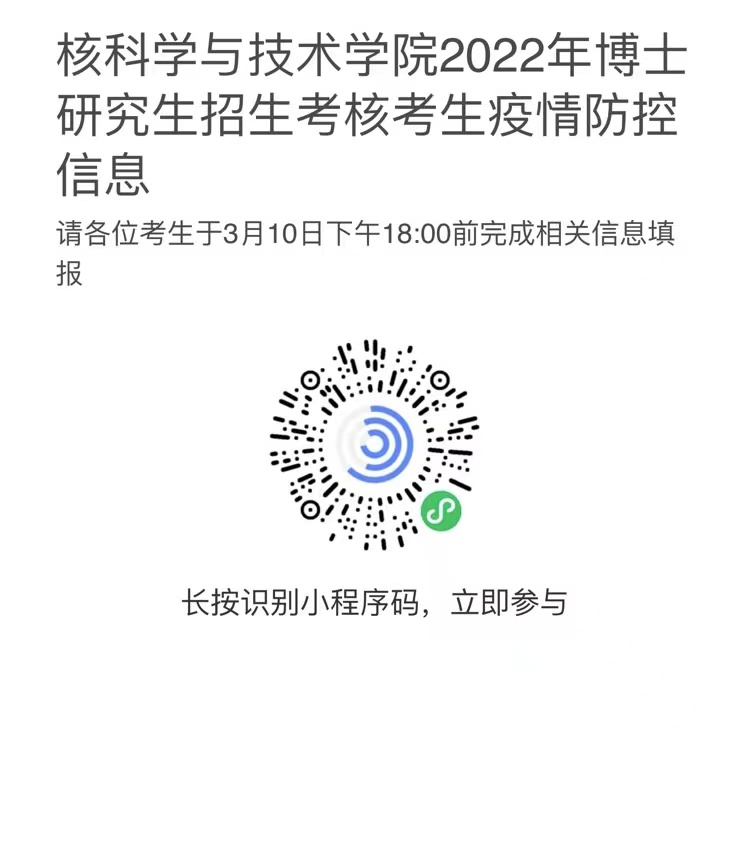 核科学与技术学院2022年博士
研究生招生考核考生疫情防控
信息
请各位考生于3月10日下午18:00前完成相关信息填
报
长按识别小程序码，立即参与